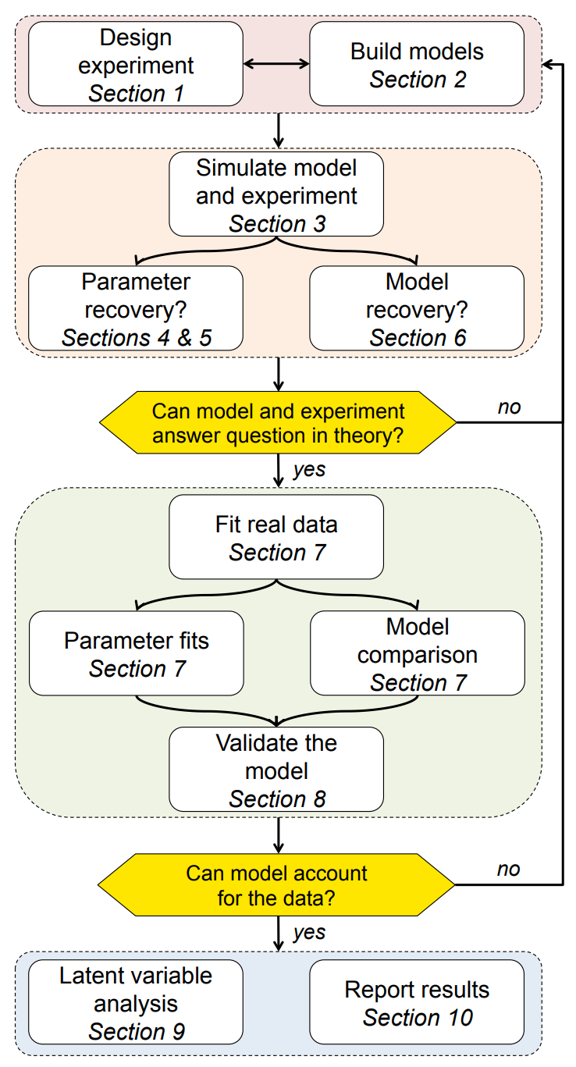 Design
experiment
Section 1
Build models
Section 2
Simulate model
and experiment
Section 3
Parameter
recovery?
Sections 4 & 5
Model
recovery?
Section 6
Can model and experiment
answer question in theory?
no
yes
Fit real data
Section 7
Parameter fits
Section 7
Model
comparison
Section 7
Validate the
model
Section 8
Can model account
for the data?
no
yes
Latent variable
analysis
Section 9
Report results
Section 10